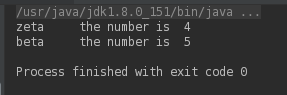 /usr/java/jdk1.8.0_151/bin/java ...
zeta     the number is  4
beta     the number is  5
Process finished with exit code 0